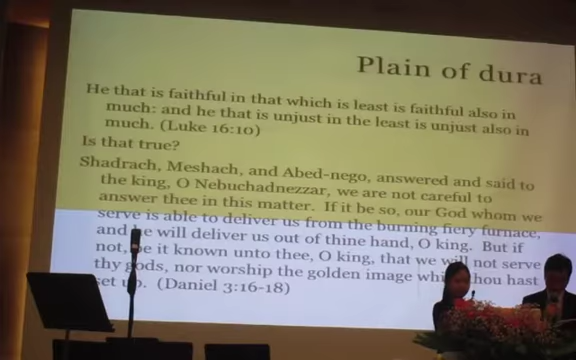 Plain of dura
He that is faithful in that which is least is faithful also in
much: and he that is unjust in the least is unjust also in
much. (Luke 16:10)
Is that true?
Shadrach, Meshach, and Abed-nego, answered and said to
the king, O Nebuchadnezzar, we are not careful to
answer thee in this matter. If it be so, our God whom we
serve is able to deliver us from the burning fiery furnace,
and he will deliver us out of thine hand, O king. But if
not, be it known unto thee, O king, that we will not serve
thy gods, nor worship the golden image which thou hast
set up. (Daniel 3:16-18)